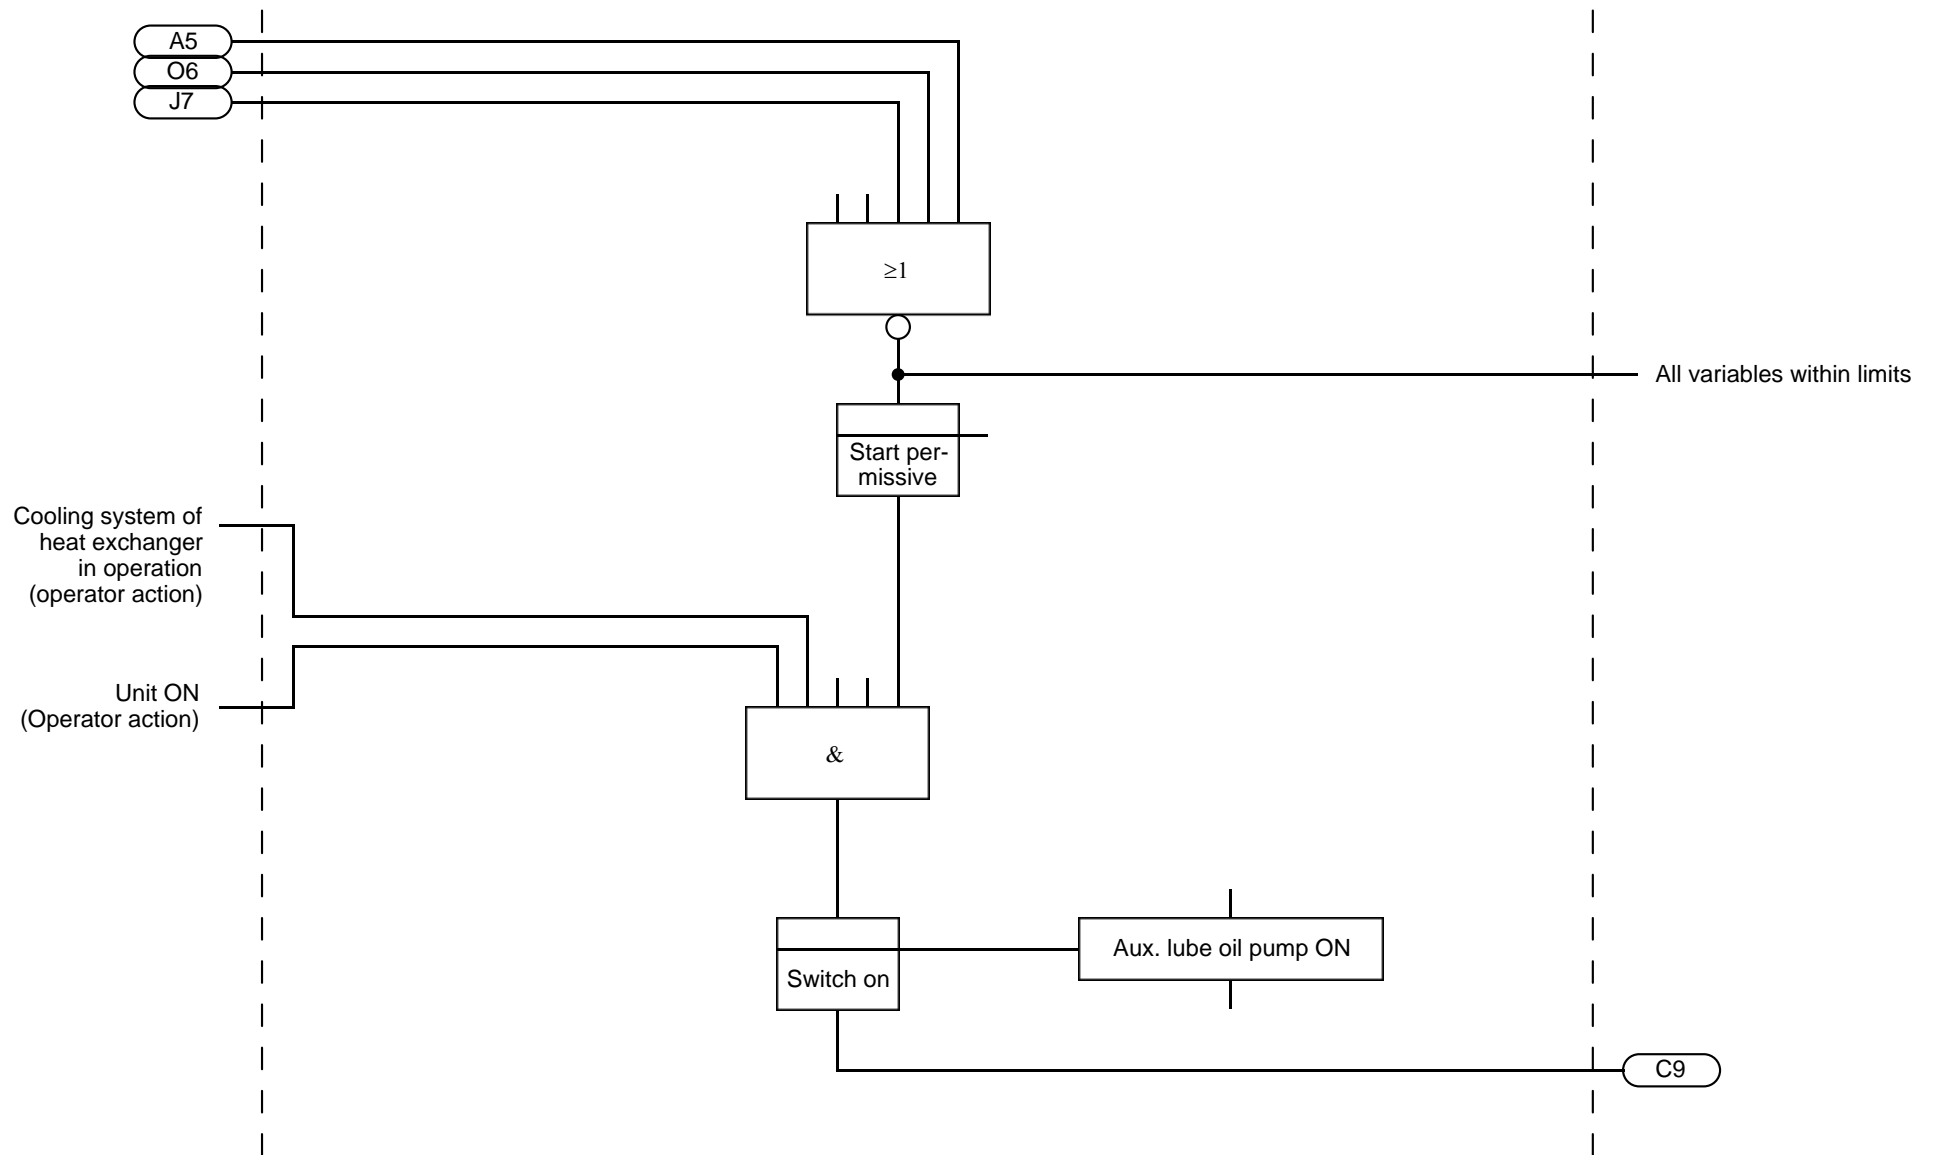 A5
O6
J7
≥1
All variables within limits
Start per-
missive
Cooling system of
heat exchanger
in operation
(operator action)
Unit ON
(Operator action)
&
Aux. lube oil pump ON
Switch on
C9